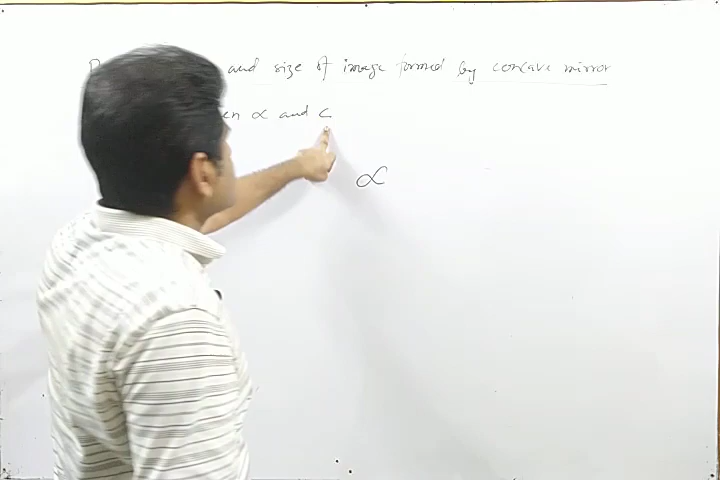 and size of image formed by concave mirror
en ∝ and C
∝